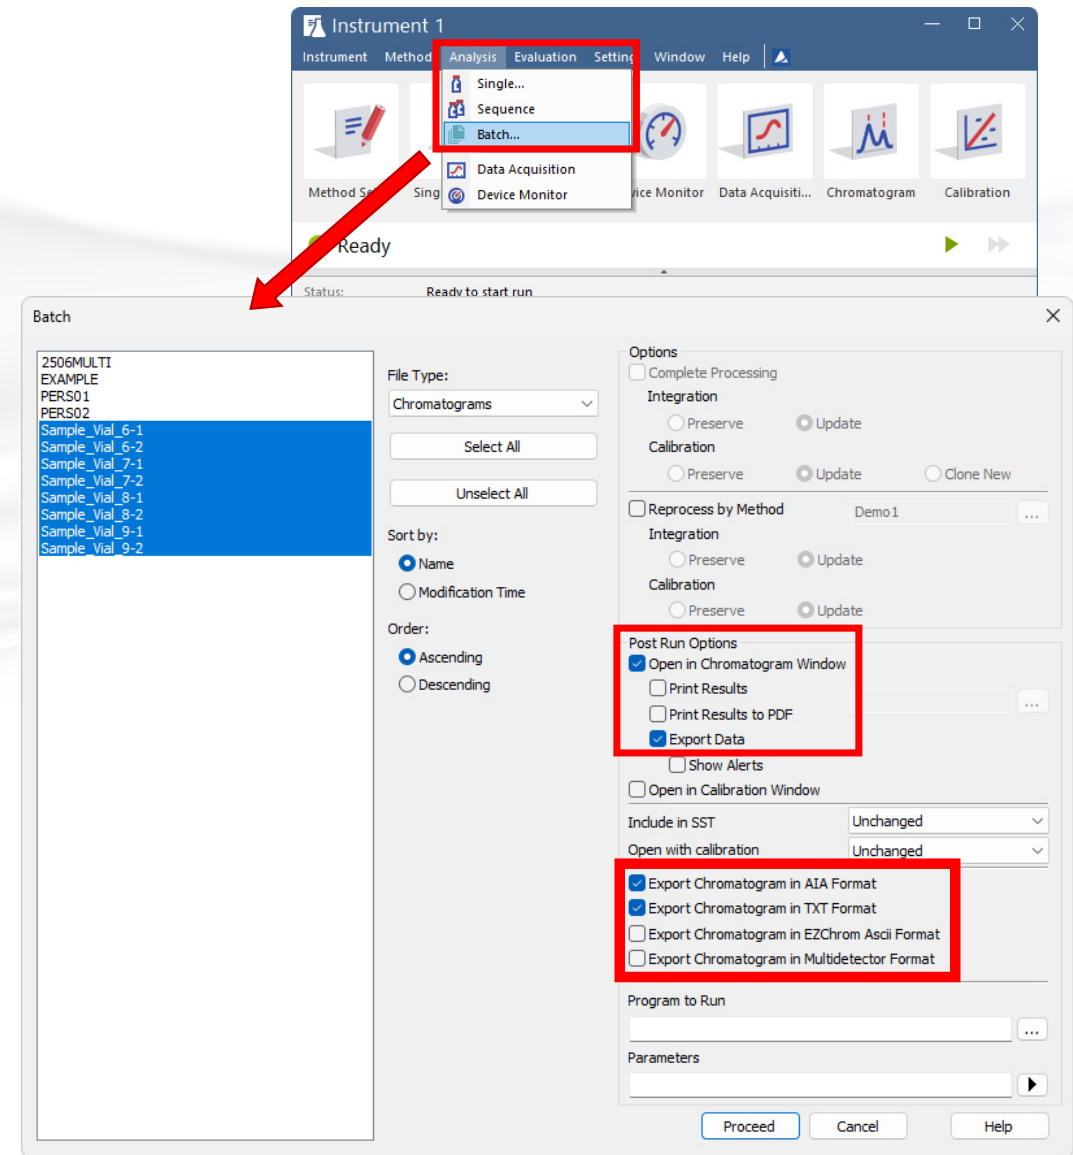 Instrument 1
Instrument Method Analysis Evaluation Setting Window Help
Single...
Sequence
Batch...
Data Acquisition
Device Monitor
Method Se
Sing
vice Monitor
Data Acquisiti...
Chromatogram
Calibration
Ready
Status: Ready to start run
Batch
2506MULTI
EXAMPLE
PERS01
PERS02
Sample_Vial_6-1
Sample_Vial_6-2
Sample_Vial_7-1
Sample_Vial_7-2
Sample_Vial_8-1
Sample_Vial_8-2
Sample_Vial_9-1
Sample_Vial_9-2
File Type:
Chromatograms
Select All
Unselect All
Sort by:
Name
Modification Time
Order:
Ascending
Descending
Options
Complete Processing
Integration
Preserve Update
Calibration
Preserve Update Clone New
Reprocess by Method Demo1 ...
Integration
Preserve Update
Calibration
Preserve Update
Post Run Options
Open in Chromatogram Window
Print Results ...
Print Results to PDF
Export Data
Show Alerts
Open in Calibration Window
Include in SST Unchanged
Open with calibration Unchanged
Export Chromatogram in AIA Format
Export Chromatogram in TXT Format
Export Chromatogram in EZChrom Ascii Format
Export Chromatogram in Multidetector Format
Program to Run
...
Parameters
Proceed Cancel Help